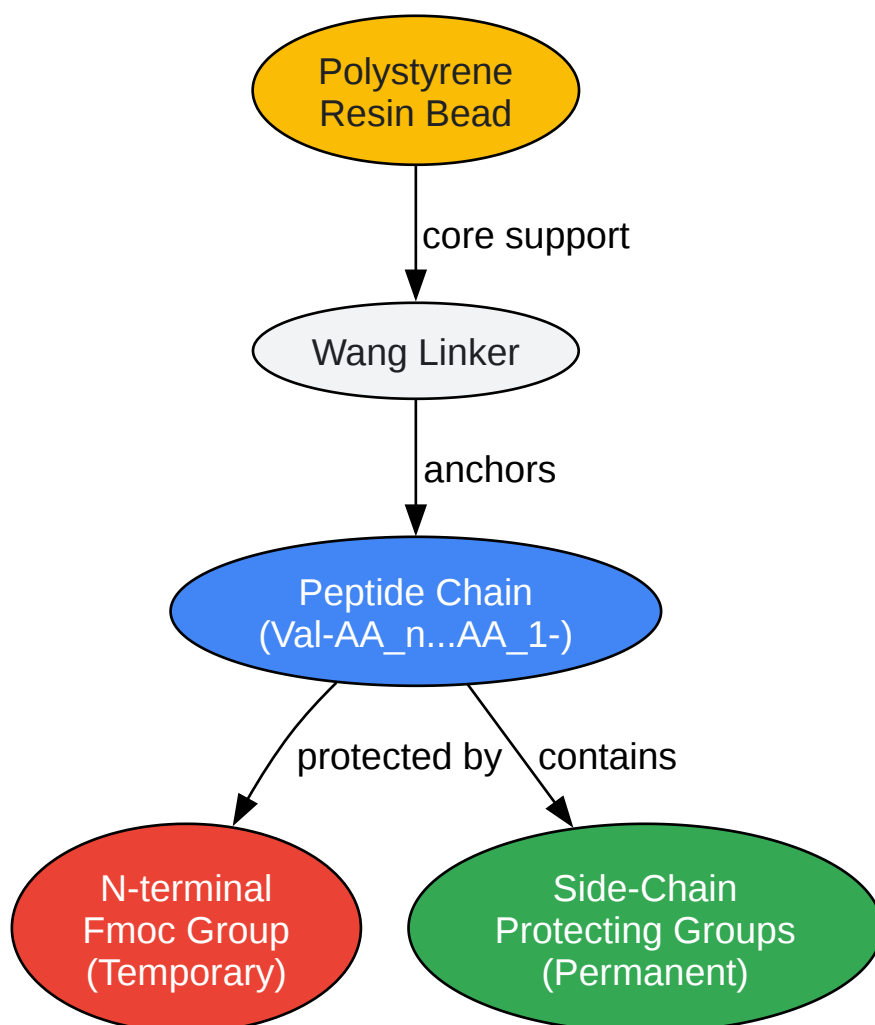 Polystyrene
Resin Bead
core support
Wang Linker
anchors
Peptide Chain
(Val-AA_n...AA_1-)
protected by
contains
N-terminal
Fmoc Group
(Temporary)
Side-Chain
Protecting Groups
(Permanent)